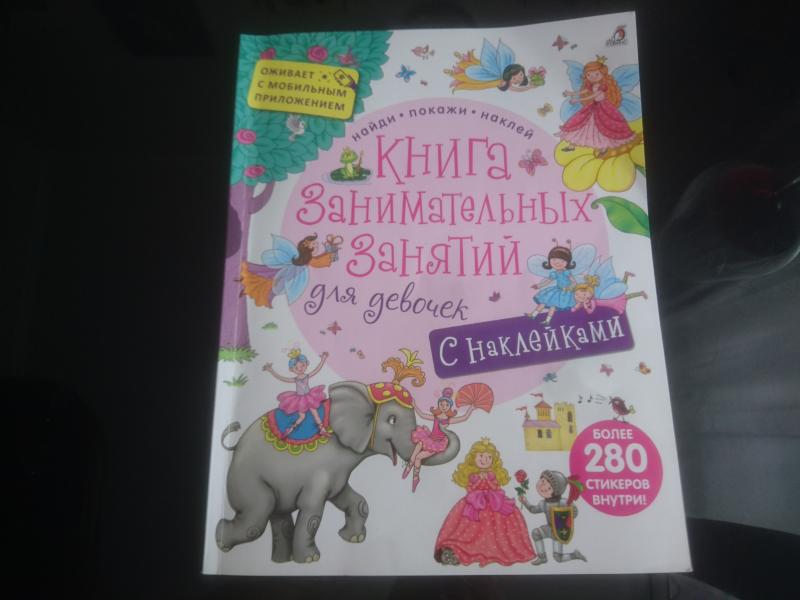 ОЖИВАЕТ
С МОБИЛЬНЫМ
ПРИЛОЖЕНИЕМ
найди • покажи • наклей
Книга
занимательных
занятий
для девочек
с наклейками
БОЛЕЕ
280
СТИКЕРОВ
ВНУТРИ!